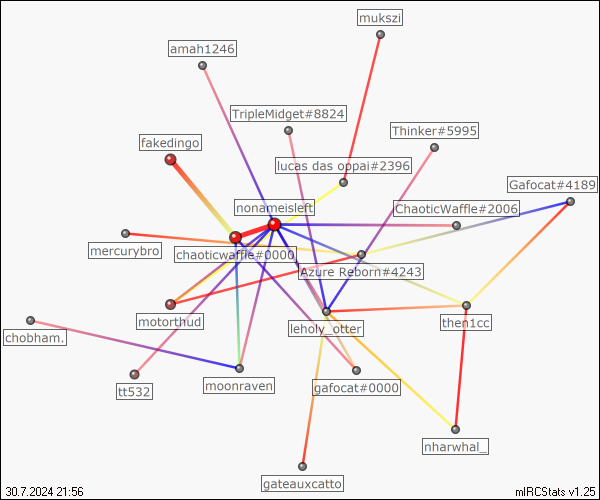 mukszi
amah1246
TripleMidget#8824
Thinker#5995
fakedingo
lucas das oppai#2396
Gafocat#4189
nonameisleft
ChaoticWaffle#2006
mercurybro
chaoticwaffle#0000
Azure Reborn#4243
motorthud
leholy_otter
then1cc
chobham.
tt532
moonraven
gafocat#0000
nharwhal_
gateauxcatto
30.7.2024 21:56
mIRCStats v1.25